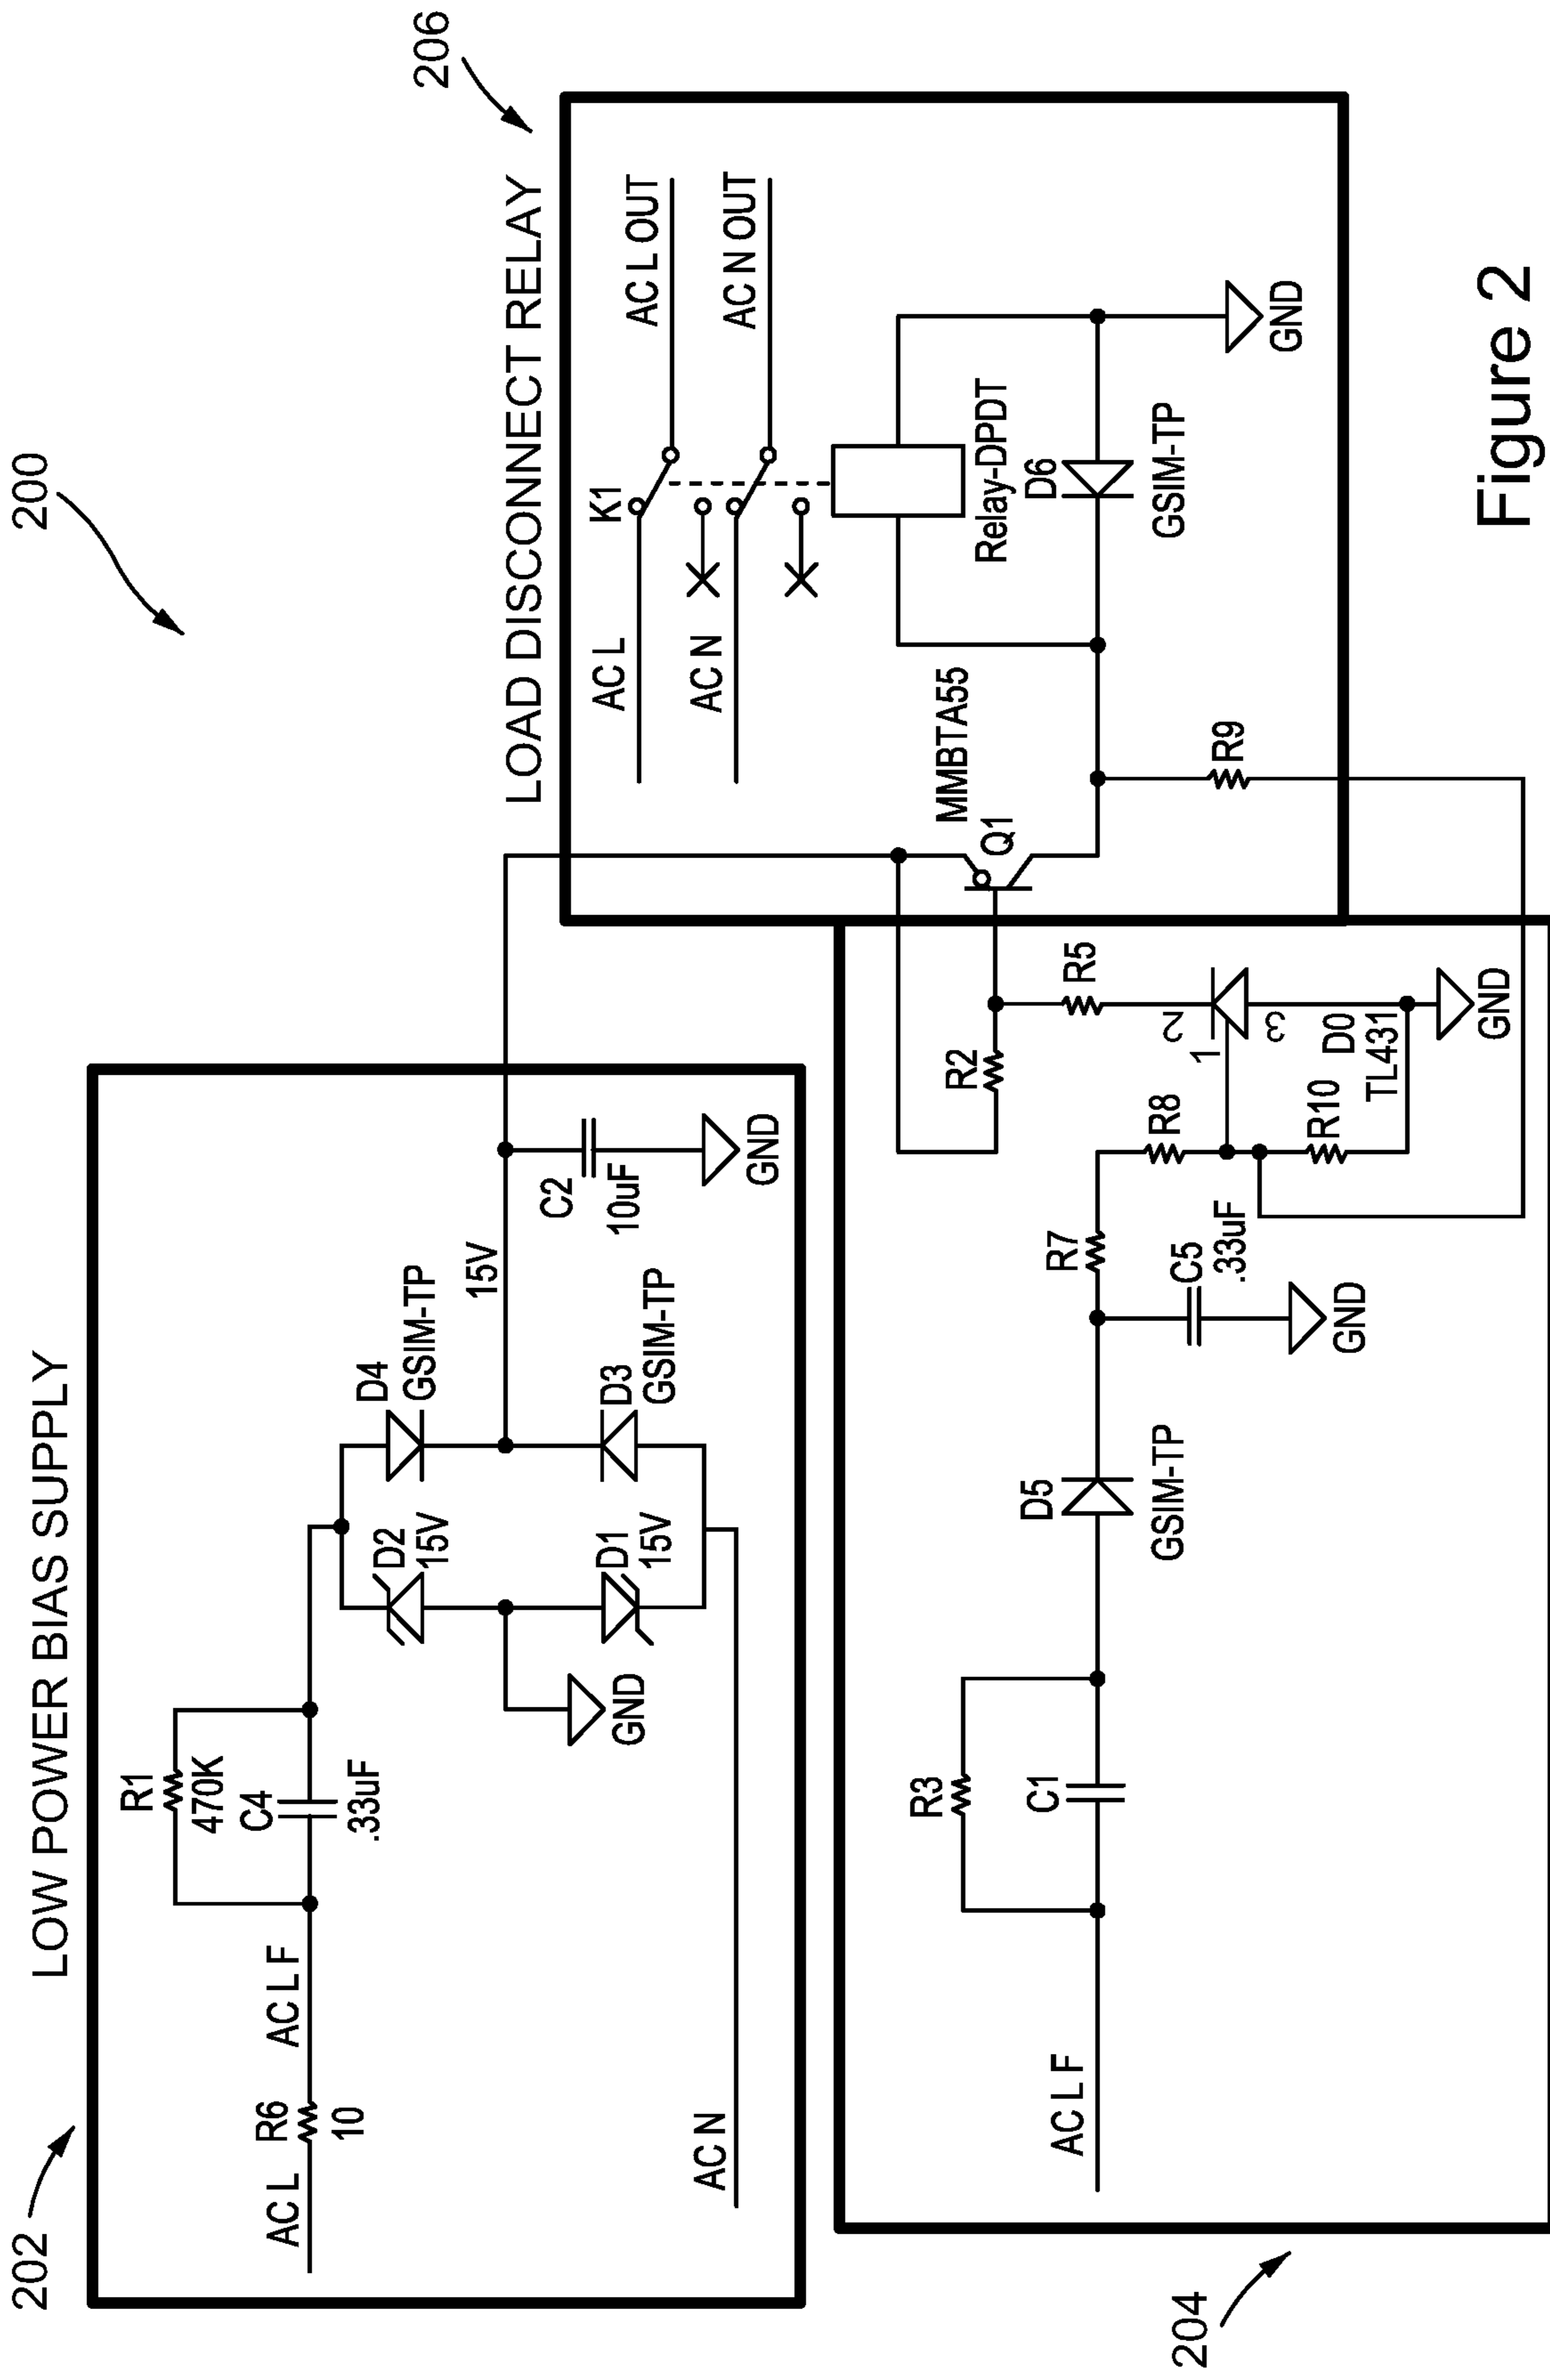 200
202
LOW POWER BIAS SUPPLY
R1
470K
C4
.33uF
AC L
R6
10
AC L F
D2
15V
D4
GSIM-TP
D1
15V
D3
GSIM-TP
GND
15V
C2
10uF
GND
AC N
206
LOAD DISCONNECT RELAY
K1
AC L
AC L OUT
AC N
AC N OUT
MMBTA55
Q1
Relay-DPDT
D6
GSIM-TP
R9
GND
204
AC L F
R3
C1
D5
GSIM-TP
R7
C5
.33uF
GND
R8
R2
R5
1
2
3
R10
D0
TL431
GND
Figure 2